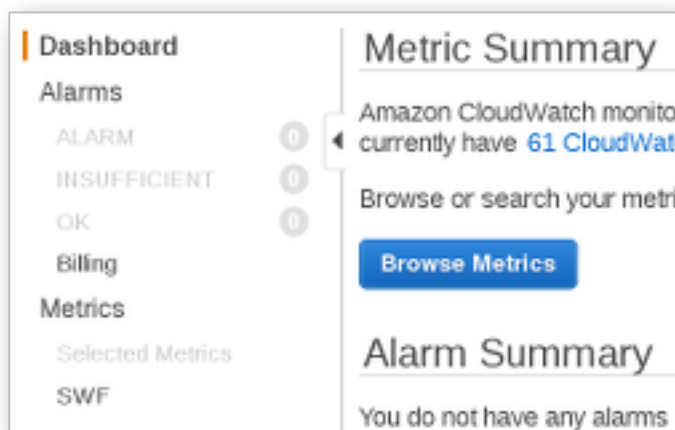 Dashboard
Alarms
ALARM 0
INSUFFICIENT 0
OK 0
Billing
Metrics
Selected Metrics
SWF
Metric Summary
Amazon CloudWatch
currently have 61
Browse or search your
Browse Metrics
Alarm Summary
You do not have any alarms